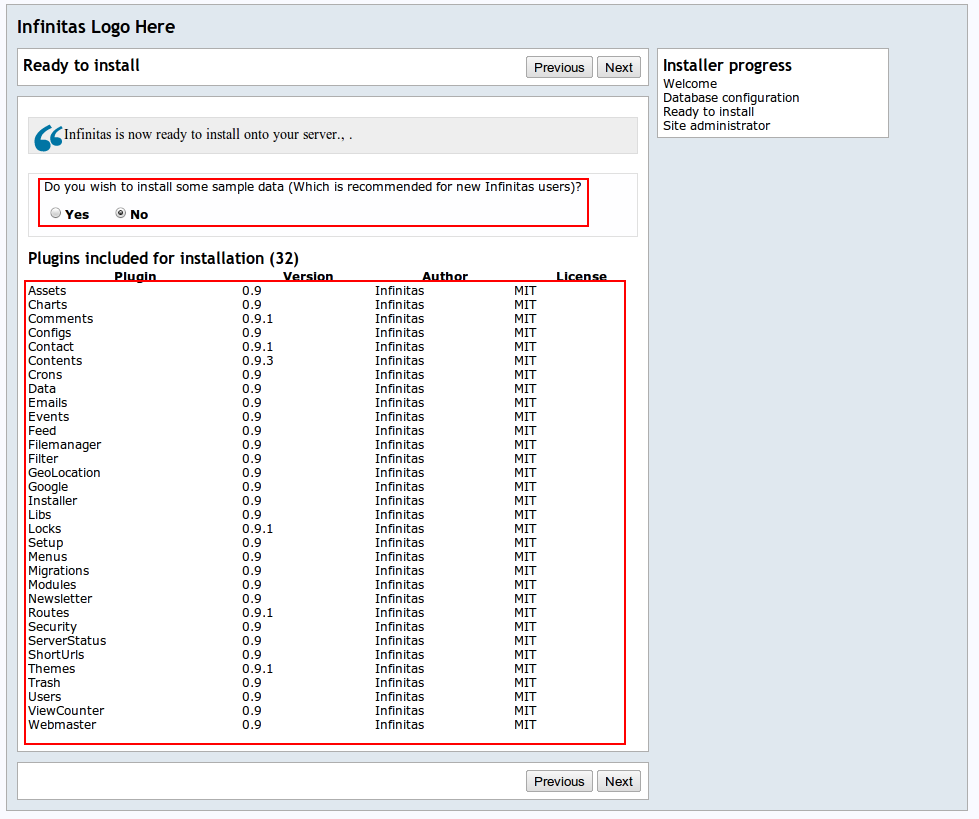 Infinitas Logo Here
Ready to install
Previous Next
Infinitas is now ready to install onto your server., .
Do you wish to install some sample data (Which is recommended for new Infinitas users)?
Yes No
Plugins included for installation (32)
Plugin Version Author License
Assets 0.9 Infinitas MIT
Charts 0.9 Infinitas MIT
Comments 0.9.1 Infinitas MIT
Configs 0.9 Infinitas MIT
Contact 0.9.1 Infinitas MIT
Contents 0.9.3 Infinitas MIT
Crons 0.9 Infinitas MIT
Data 0.9 Infinitas MIT
Emails 0.9 Infinitas MIT
Events 0.9 Infinitas MIT
Feed 0.9 Infinitas MIT
Filemanager 0.9 Infinitas MIT
Filter 0.9 Infinitas MIT
GeoLocation 0.9 Infinitas MIT
Google 0.9 Infinitas MIT
Installer 0.9 Infinitas MIT
Libs 0.9 Infinitas MIT
Locks 0.9.1 Infinitas MIT
Setup 0.9 Infinitas MIT
Menus 0.9 Infinitas MIT
Migrations 0.9 Infinitas MIT
Modules 0.9 Infinitas MIT
Newsletter 0.9 Infinitas MIT
Routes 0.9.1 Infinitas MIT
Security 0.9 Infinitas MIT
ServerStatus 0.9 Infinitas MIT
ShortUrls 0.9 Infinitas MIT
Themes 0.9.1 Infinitas MIT
Trash 0.9 Infinitas MIT
Users 0.9 Infinitas MIT
ViewCounter 0.9 Infinitas MIT
Webmaster 0.9 Infinitas MIT
Previous Next
Installer progress
Welcome
Database configuration
Ready to install
Site administrator